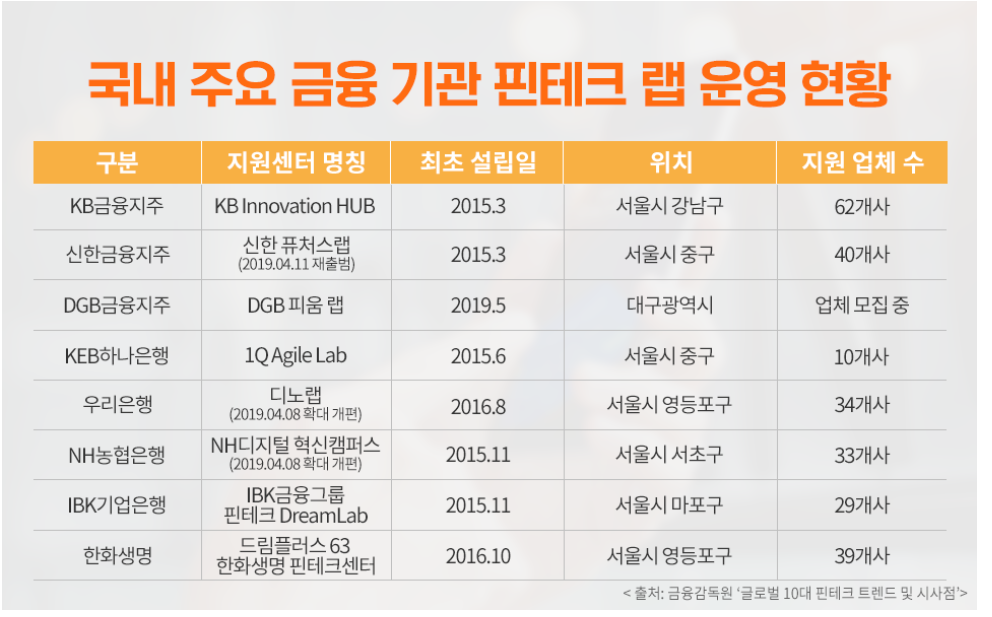 국내 주요 금융 기관 핀테크 랩 운영 현황
구분 지원센터 명칭 최초 설립일 위치 지원 업체 수
KB금융지주 KB Innovation HUB 2015.3 서울시 강남구 62개사
신한금융지주 신한 퓨처스랩 2015.3 서울시 중구 40개사
(2019.04.11 재출범)
DGB금융지주 DGB 피움 랩 2019.5 대구광역시 업체 모집 중
KEB하나은행 1Q Agile Lab 2015.6 서울시 중구 10개사
우리은행 디노랩 2016.8 서울시 영등포구 34개사
(2019.04.08 확대 개편)
NH농협은행 NH디지털 혁신캠퍼스 2015.11 서울시 서초구 33개사
(2019.04.08 확대 개편)
IBK기업은행 IBK금융그룹 2015.11 서울시 마포구 29개사
핀테크 DreamLab
한화생명 드림플러스 63 2016.10 서울시 영등포구 39개사
한화생명 핀테크센터
< 출처: 금융감독원 ‘글로벌 10대 핀테크 트렌드 및 시사점’>